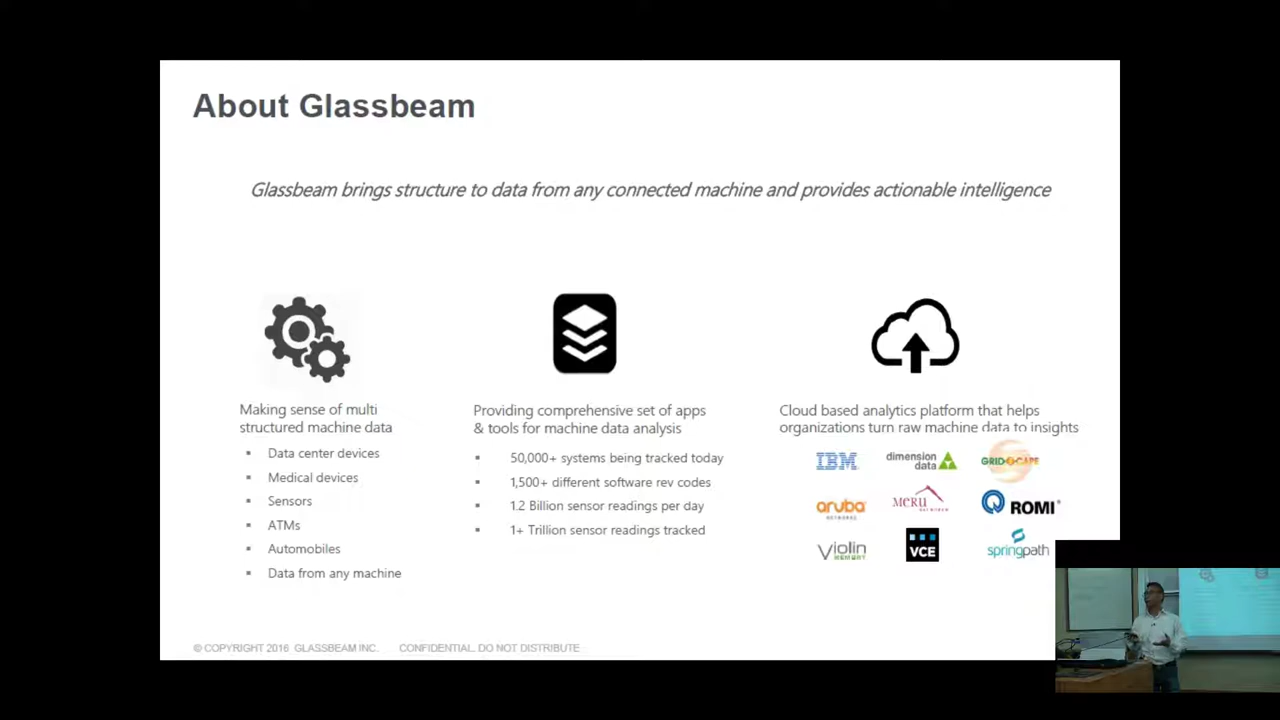 About Glassbeam
Glassbeam brings structure to data from any connected machine and provides actionable intelligence
Making sense of multi
structured machine data
Data center devices
Medical devices
Sensors
ATMs
Automobiles
Data from any machine
Providing comprehensive set of apps
& tools for machine data analysis
50,000+ systems being tracked today
1,500+ different software rev codes
1.2 Billion sensor readings per day
1+ Trillion sensor readings tracked
Cloud based analytics platform that helps
organizations turn raw machine data to insights
IBM
dimension
data
aruba
NETWORKS
MERU
NETWORKS
ROMI
VIOLIN
MEMORY
VCE
springpath
© COPYRIGHT 2016 GLASSBEAM INC. CONFIDENTIAL. DO NOT DISTRIBUTE